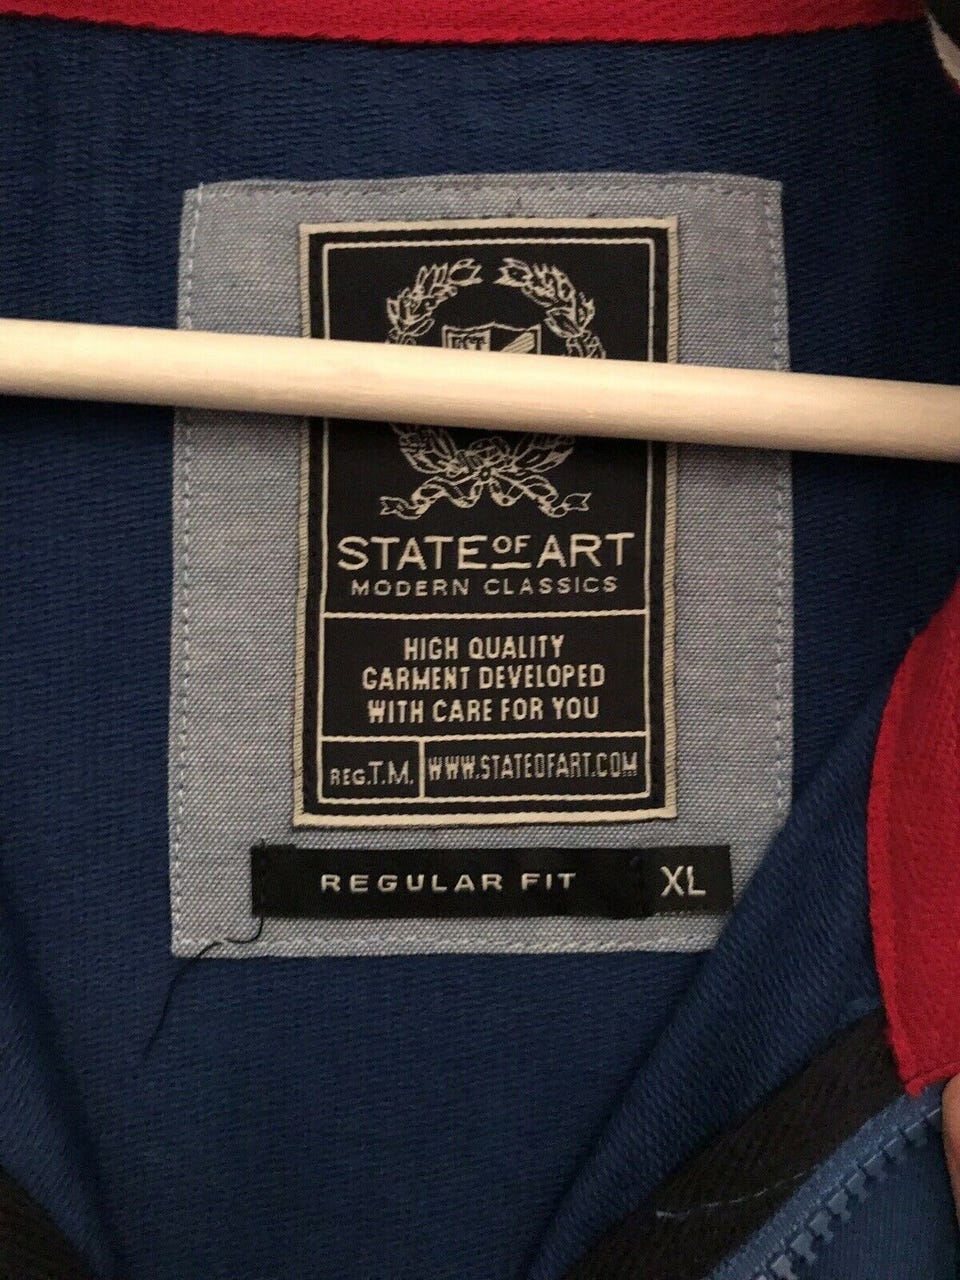 EST
STATE OF ART
MODERN CLASSICS
HIGH QUALITY
GARMENT DEVELOPED
WITH CARE FOR YOU
REG.T.M. WWW.STATEOFART.COM
REGULAR FIT XL